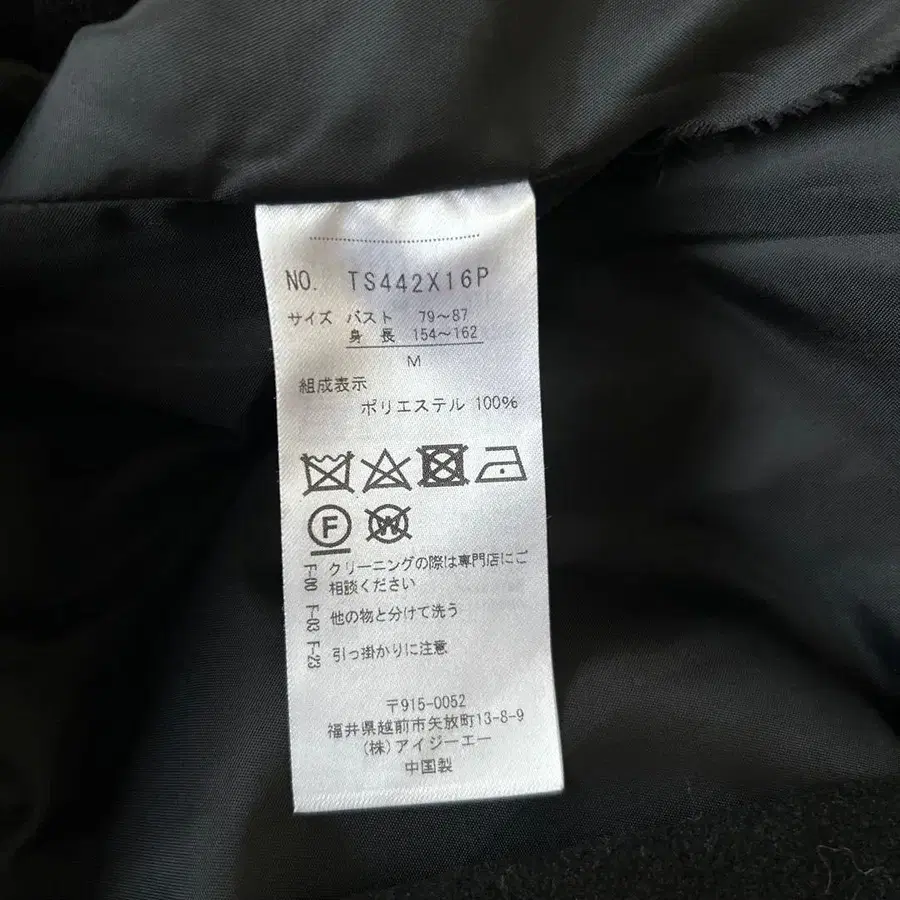 NO. TS442X16P
サイズ バスト 79～87
身長 154～162
M
組成表示
ポリエステル 100%
F W
F-00 クリーニングの際は専門店にご
相談ください
F-03 他の物と分けて洗う
F-23 引っ掛かりに注意
〒915-0052
福井県越前市矢放町13-8-9
(株)アイジーエー
中国製